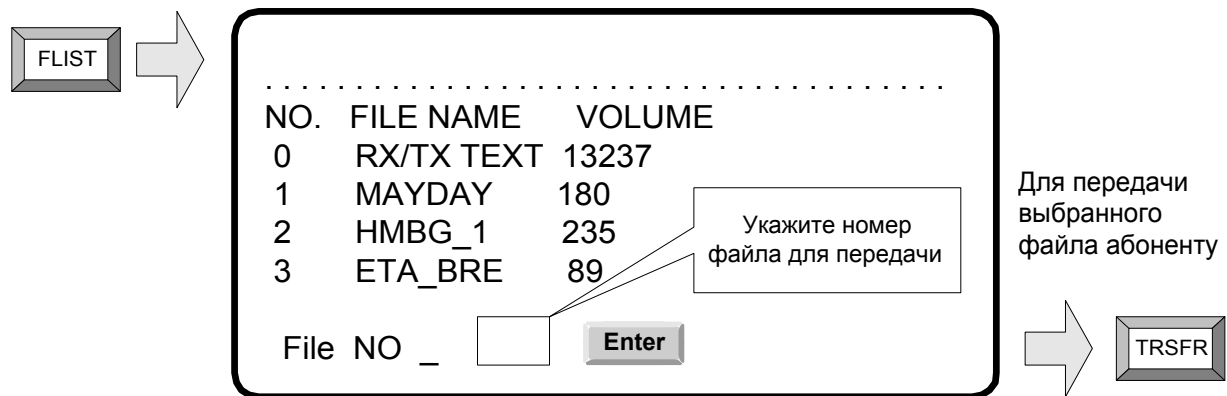 FLIST
. . . . . . . . . . . . . . . . . . . . . . . . . . . . . . . . . . . . . .
NO. FILE NAME VOLUME
0 RX/TX TEXT 13237
1 MAYDAY 180
2 HMBG_1 235
3 ETA_BRE 89
Укажите номер
файла для передачи
File NO _
Enter
Для передачи
выбранного
файла абоненту
TRSFR